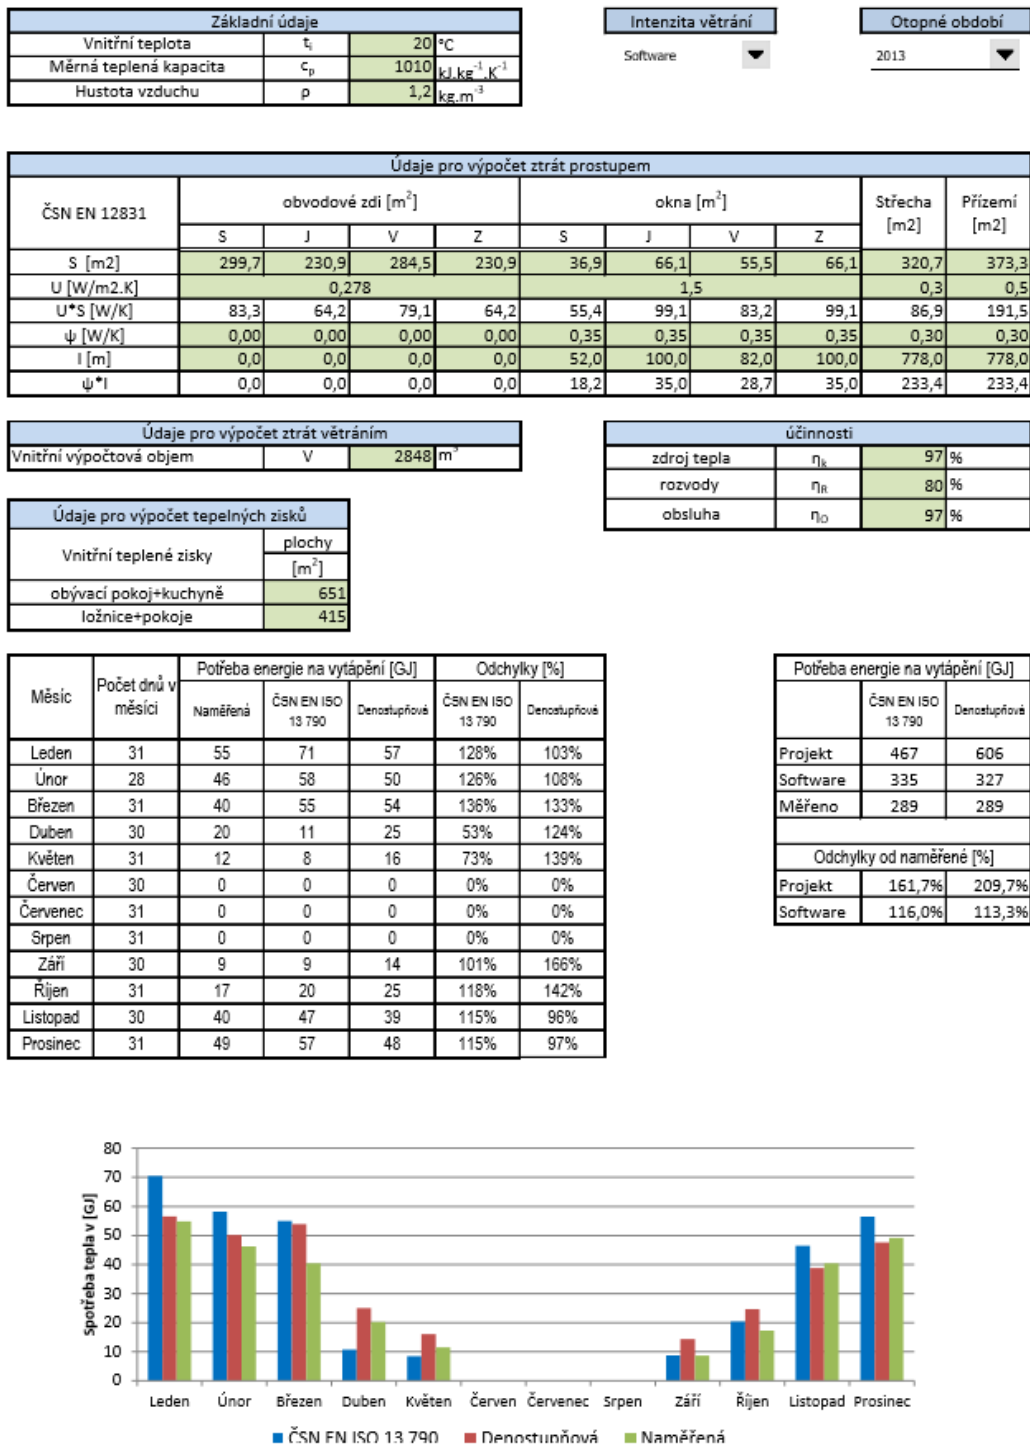 Základní údaje
Intenzita větrání
Otopné období
Vnitřní teplota tᵢ 20 °C
Software
2013
Měrná teplená kapacita cₚ 1010 kJ.kg⁻¹.K⁻¹
Hustota vzduchu ρ 1,2 kg.m⁻³
Údaje pro výpočet ztrát prostupem
ČSN EN 12831 obvodové zdi [m²] okna [m²] Střecha [m2] Přízemí [m2]
S J V Z S J V Z
S [m2] 299,7 230,9 284,5 230,9 36,9 66,1 55,5 66,1 320,7 373,3
U [W/m2.K] 0,278 1,5 0,3 0,5
U*S [W/K] 83,3 64,2 79,1 64,2 55,4 99,1 83,2 99,1 86,9 191,5
ψ [W/K] 0,00 0,00 0,00 0,00 0,35 0,35 0,35 0,35 0,30 0,30
l [m] 0,0 0,0 0,0 0,0 52,0 100,0 82,0 100,0 778,0 778,0
ψ*l 0,0 0,0 0,0 0,0 18,2 35,0 28,7 35,0 233,4 233,4
Údaje pro výpočet ztrát větráním
Vnitřní výpočtová objem V 2848 m³
účinnosti
zdroj tepla ηₖ 97 %
rozvody η_R 80 %
obsluha η_O 97 %
Údaje pro výpočet tepelných zisků
Vnitřní teplené zisky plochy
[m²]
obývací pokoj+kuchyně 651
ložnice+pokoje 415
Měsíc Počet dnů v měsíci Potřeba energie na vytápění [GJ] Odchylky [%]
Naměřená ČSN EN ISO 13 790 Denostupňová ČSN EN ISO 13 790 Denostupňová
Leden 31 55 71 57 128% 103%
Únor 28 46 58 50 126% 108%
Březen 31 40 55 54 136% 133%
Duben 30 20 11 25 53% 124%
Květen 31 12 8 16 73% 139%
Červen 30 0 0 0 0% 0%
Červenec 31 0 0 0 0% 0%
Srpen 31 0 0 0 0% 0%
Září 30 9 9 14 101% 166%
Říjen 31 17 20 25 118% 142%
Listopad 30 40 47 39 115% 96%
Prosinec 31 49 57 48 115% 97%
Potřeba energie na vytápění [GJ]
ČSN EN ISO 13 790 Denostupňová
Projekt 467 606
Software 335 327
Měřeno 289 289
Odchylky od naměřené [%]
Projekt 161,7% 209,7%
Software 116,0% 113,3%
Spotřeba tepla v [GJ]
80
70
60
50
40
30
20
10
0
Leden Únor Březen Duben Květen Červen Červenec Srpen Září Říjen Listopad Prosinec
ČSN EN ISO 13 790 Denostupňová Naměřená